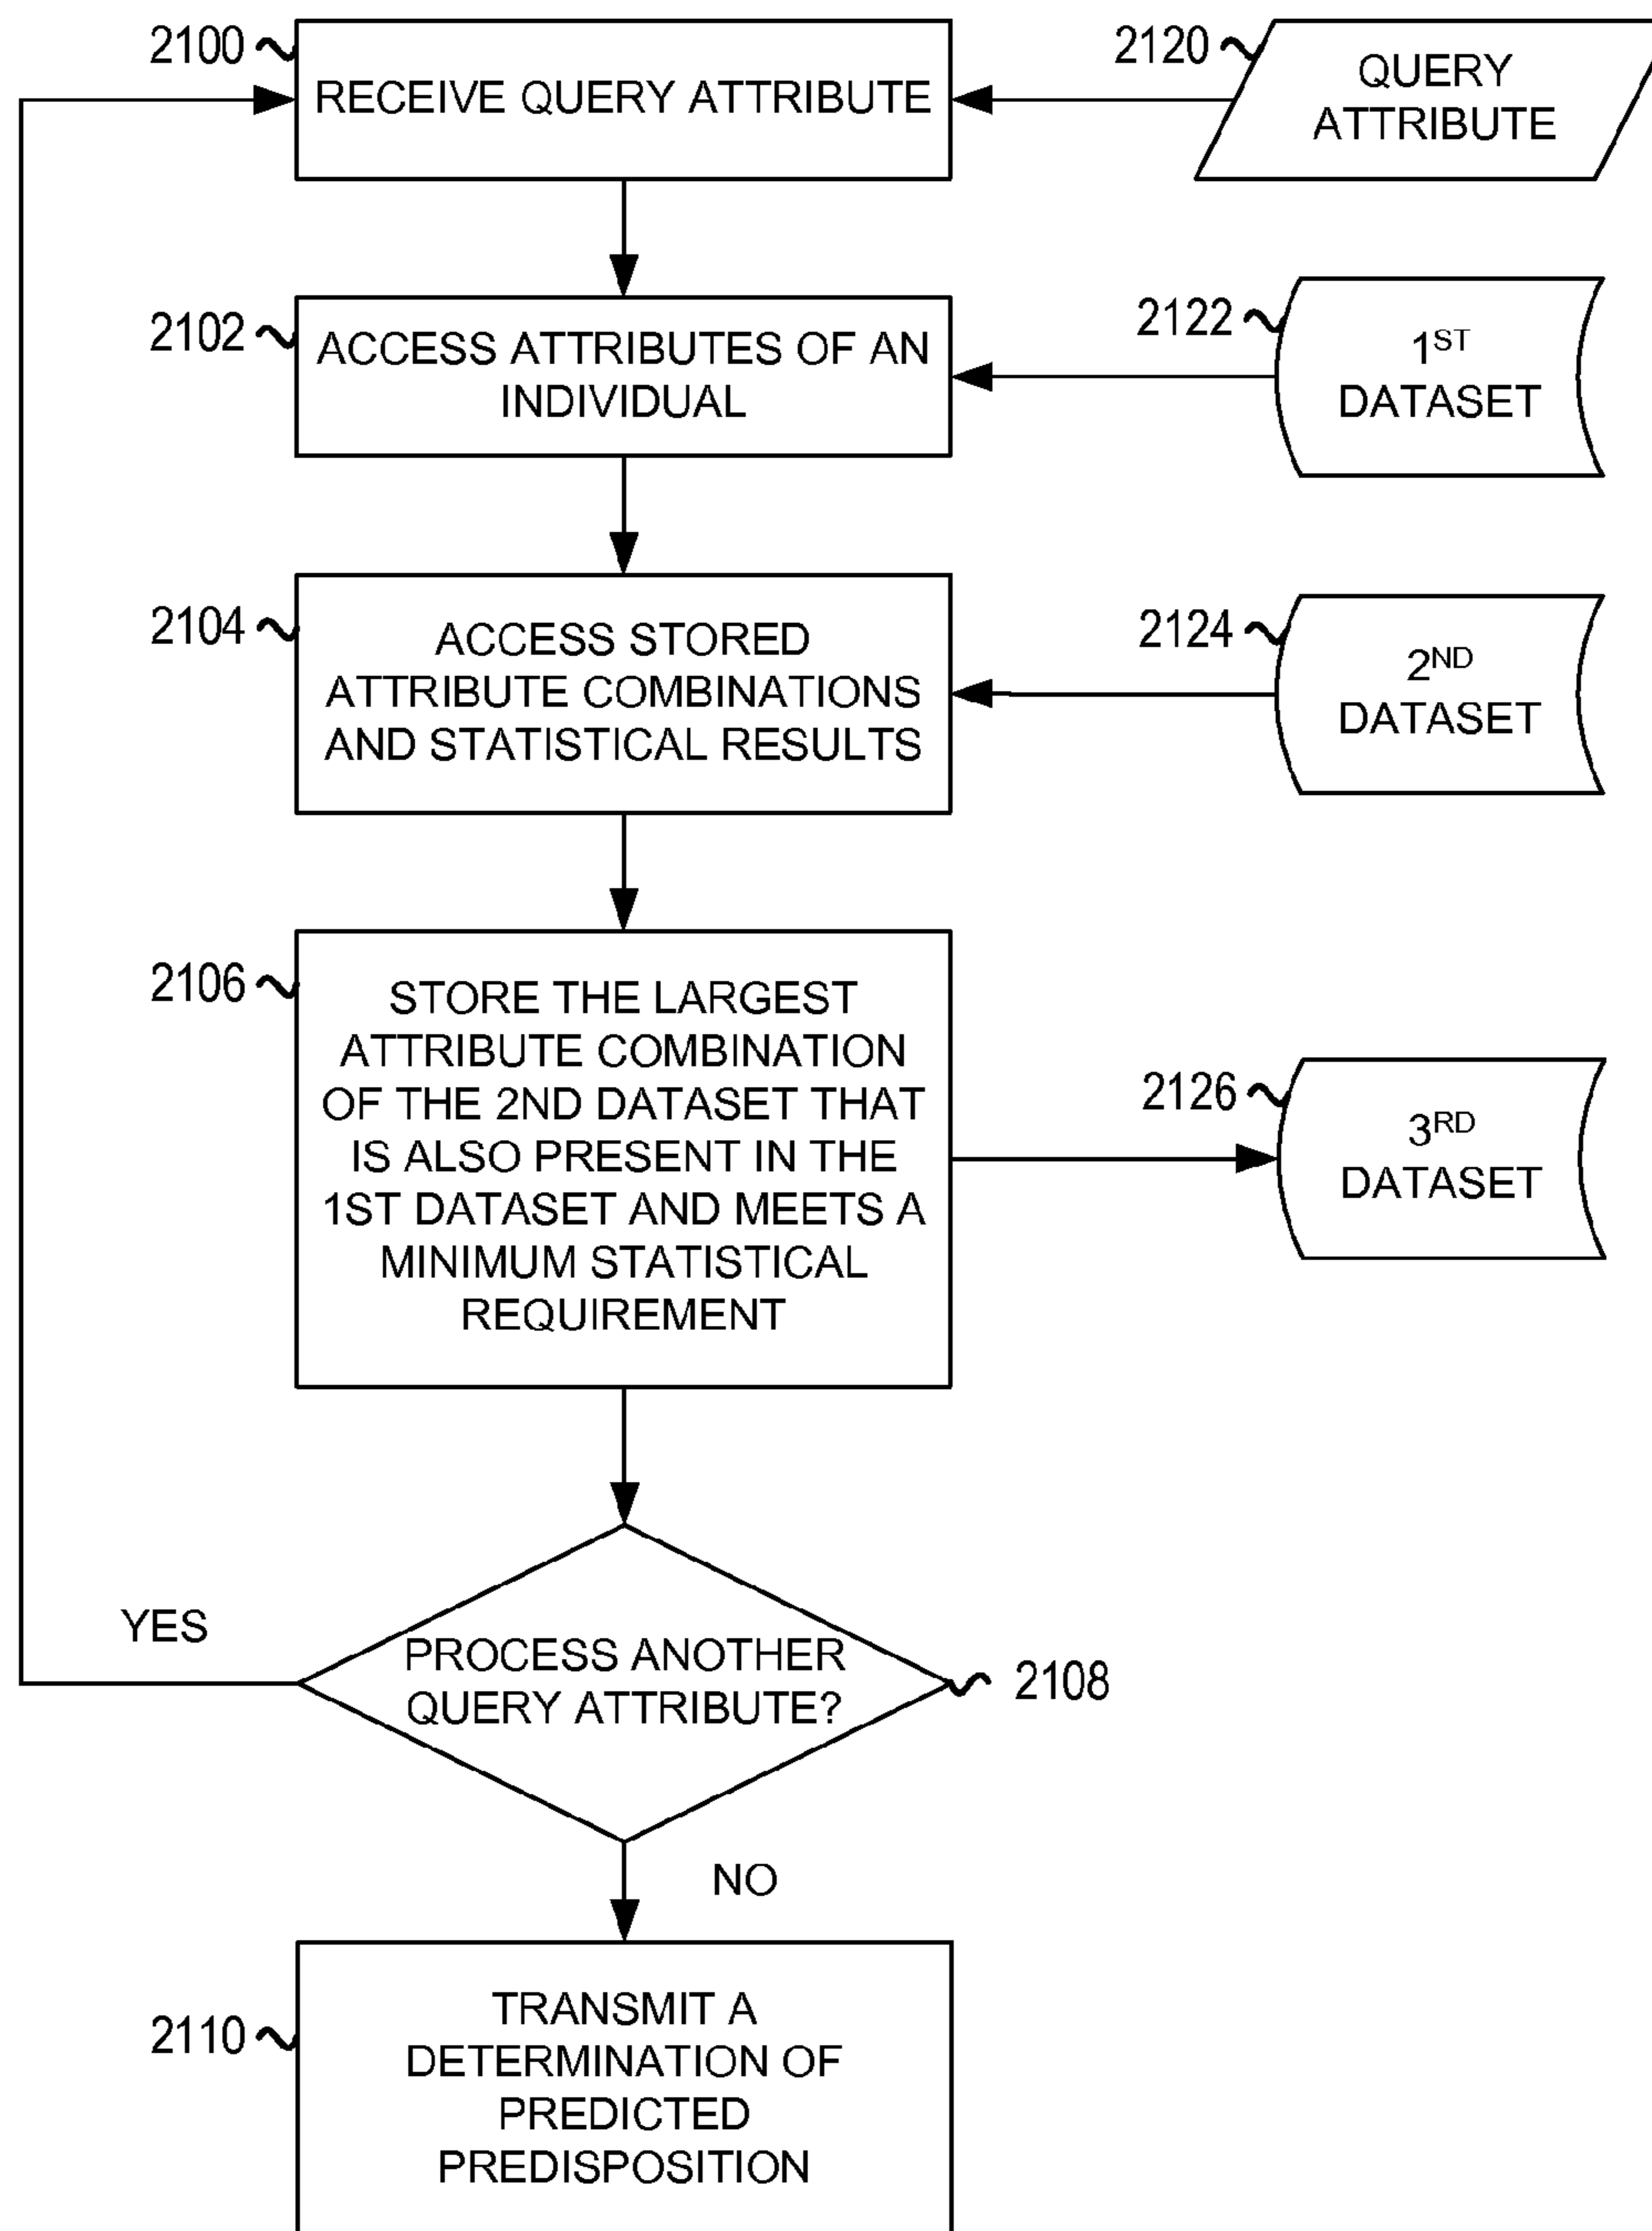 2100
RECEIVE QUERY ATTRIBUTE
2120
QUERY
ATTRIBUTE
2102
ACCESS ATTRIBUTES OF AN
INDIVIDUAL
2122
1ST
DATASET
2104
ACCESS STORED
ATTRIBUTE COMBINATIONS
AND STATISTICAL RESULTS
2124
2ND
DATASET
2106
STORE THE LARGEST
ATTRIBUTE COMBINATION
OF THE 2ND DATASET THAT
IS ALSO PRESENT IN THE
1ST DATASET AND MEETS A
MINIMUM STATISTICAL
REQUIREMENT
2126
3RD
DATASET
YES
PROCESS ANOTHER
QUERY ATTRIBUTE?
2108
NO
2110
TRANSMIT A
DETERMINATION OF
PREDICTED
PREDISPOSITION